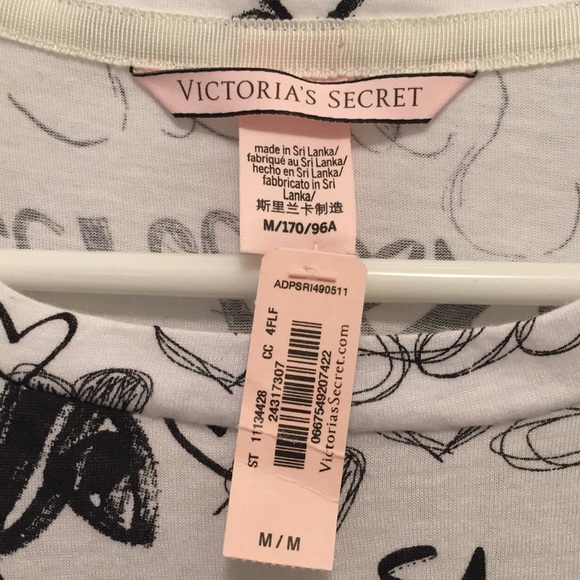 VICTORIA'S SECRET
made in Sri Lanka/
fabriqué au Sri Lanka/
hecho en Sri Lanka/
fabbricato in Sri
Lanka/
斯里兰卡制造
M/170/96A
ADPSRI490511
ST 11134428 CC 4FLF
24317307
0667549207422
VictoriasSecret.com
M / M